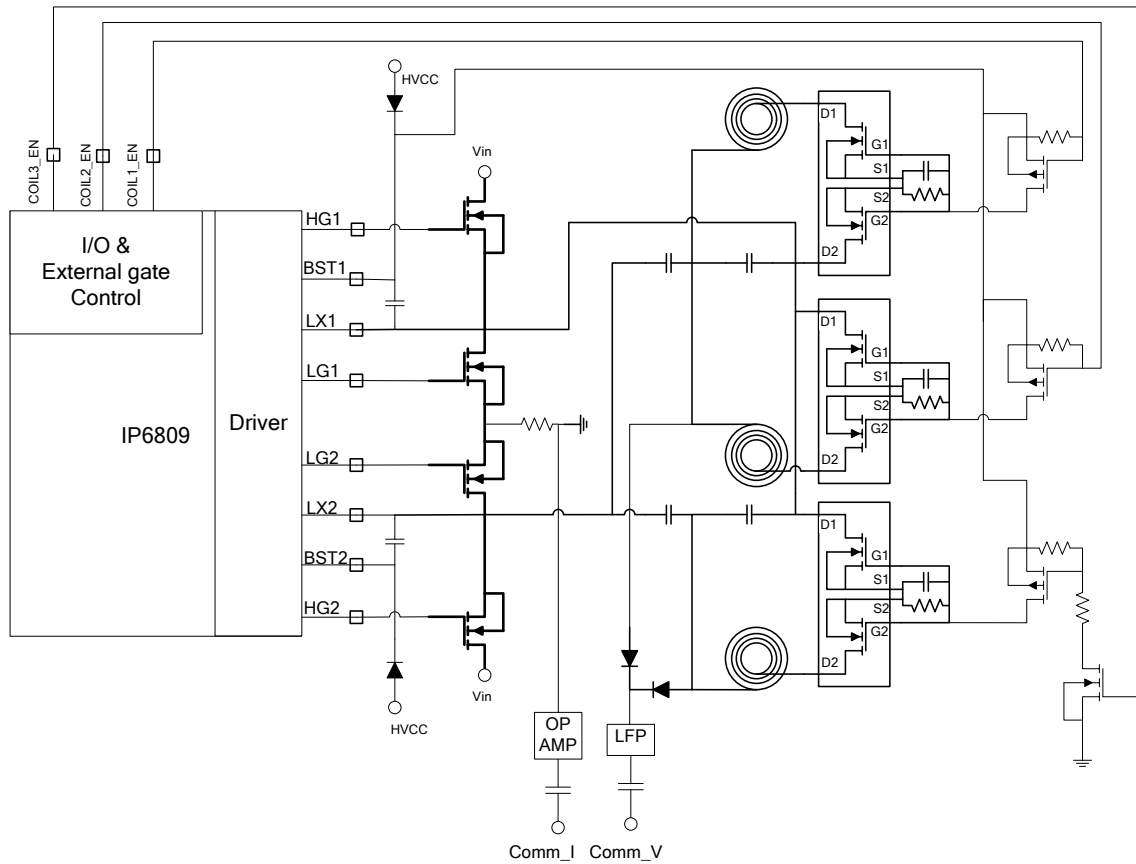 COIL3_EN
COIL2_EN
COIL1_EN
HVCC
Vin
I/O &
External gate
Control
IP6809
Driver
HG1
BST1
LX1
LG1
LG2
LX2
BST2
HG2
HVCC
Vin
D1
G1
S1
S2
G2
D2
D1
G1
S1
S2
G2
D2
D1
G1
S1
S2
G2
D2
OP
AMP
LFP
Comm_I
Comm_V